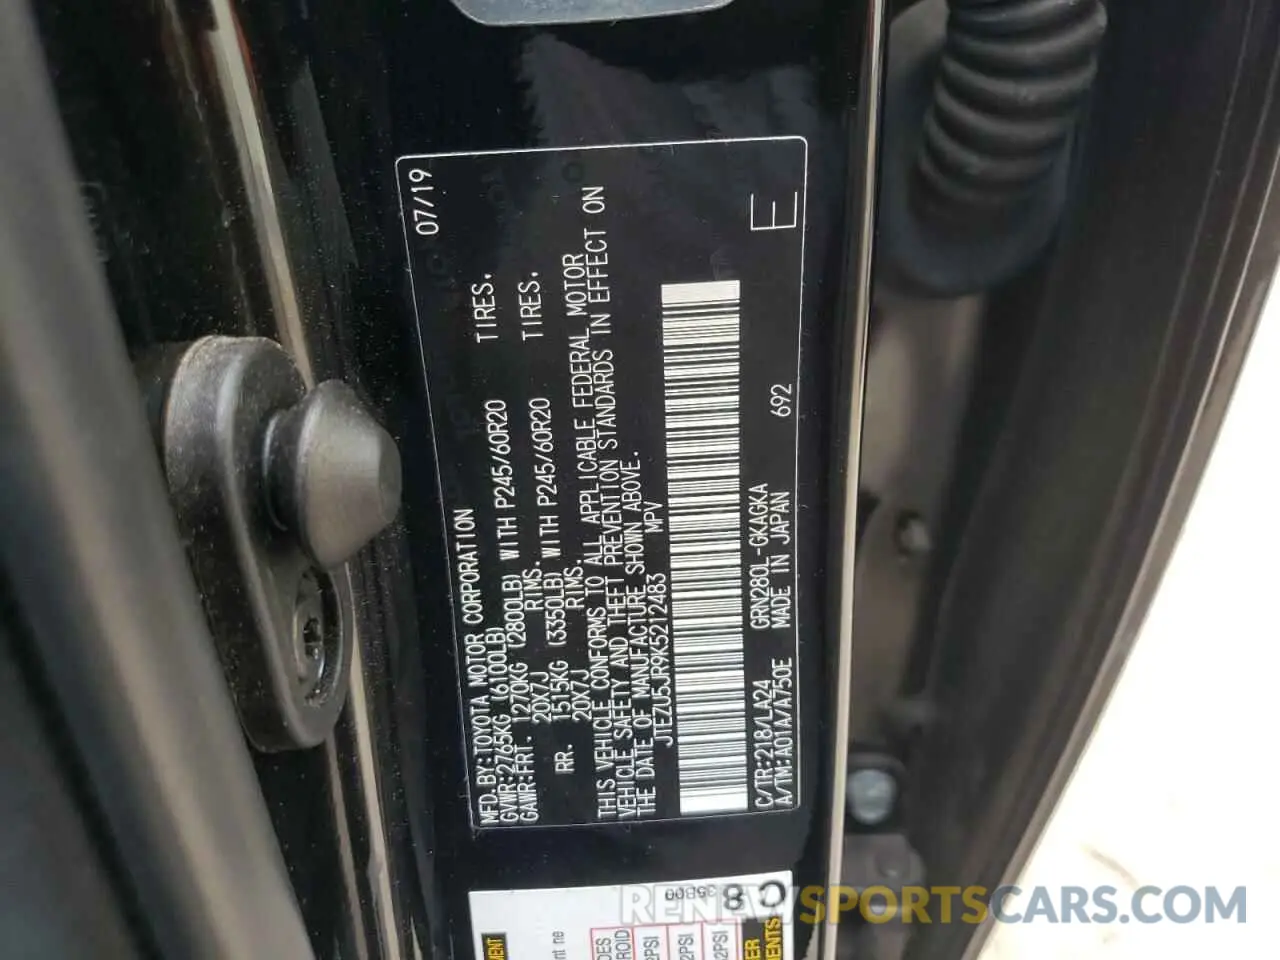 07/19
MFD.BY:TOYOTA MOTOR CORPORATION
GVWR:2765KG (6100LB)
GAWR:FRT. 1270KG (2800LB) WITH P245/60R20 TIRES.
20X7J RIMS.
RR. 1515KG (3350LB) WITH P245/60R20 TIRES.
20X7J RIMS.
THIS VEHICLE CONFORMS TO ALL APPLICABLE FEDERAL MOTOR
VEHICLE SAFETY AND THEFT PREVENTION STANDARDS IN EFFECT ON
THE DATE OF MANUFACTURE SHOWN ABOVE.
JTEZU5JR9K5212483 MPV
C/TR:218/LA24 GRN280L-GKAGKA 692
A/TM:A01A/A750E MADE IN JAPAN
E
RENEWSPORTSCARS.COM